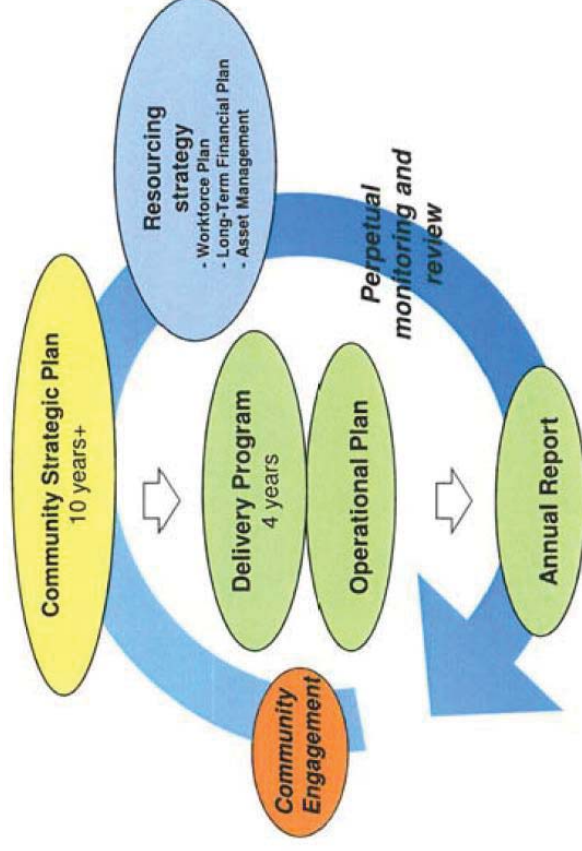 Community Strategic Plan
10 years+
Resourcing
strategy
- Workforce Plan
- Long-Term Financial Plan
- Asset Management
Community
Engagement
Delivery Program
4 years
Operational Plan
Perpetual
monitoring and
review
Annual Report